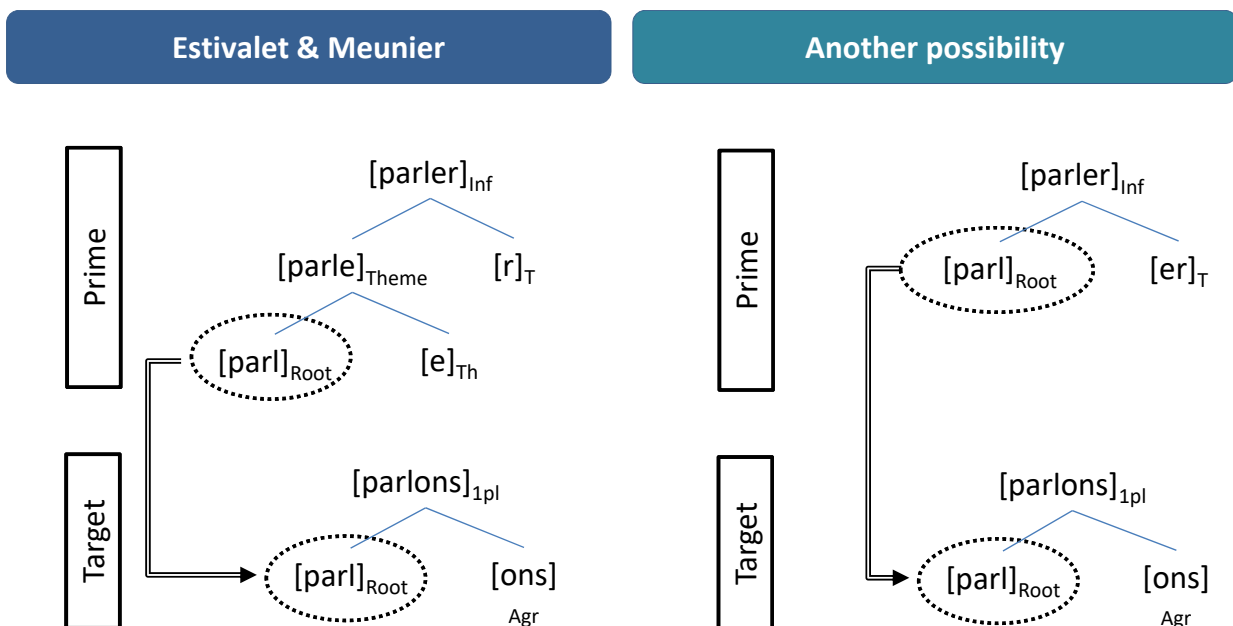 Estivalet & Meunier
Prime
[parler]Inf
[parle]Theme [r]T
[parl]Root [e]Th
Target
[parlons]1pl
[parl]Root [ons]
Agr
Another possibility
Prime
[parler]Inf
[parl]Root [er]T
Target
[parlons]1pl
[parl]Root [ons]
Agr